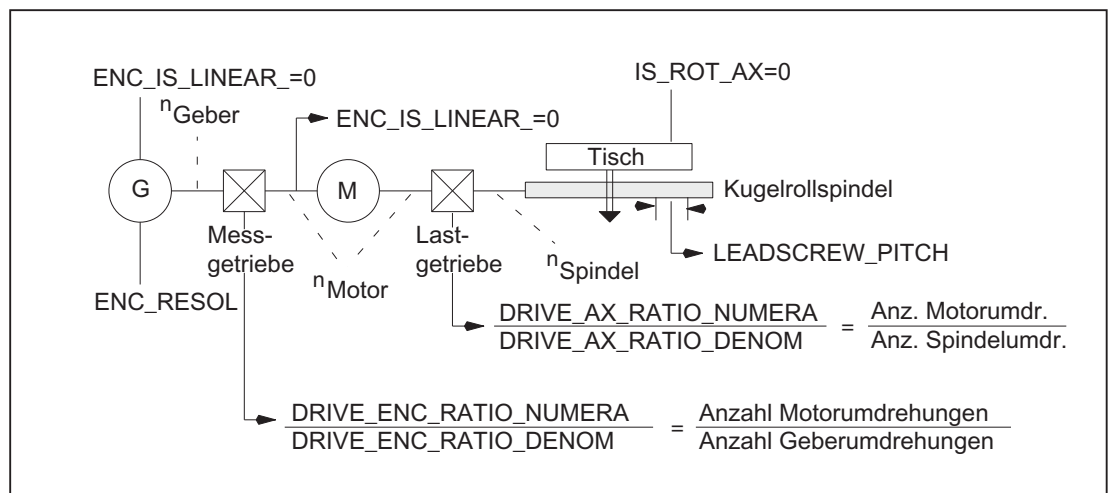 ENC_IS_LINEAR_=0
IS_ROT_AX=0
nGeber
ENC_IS_LINEAR_=0
Tisch
G
M
Kugelrollspindel
Mess-
getriebe
Last-
getriebe
nMotor
nSpindel
LEADSCREW_PITCH
ENC_RESOL
DRIVE_AX_RATIO_NUMERA
DRIVE_AX_RATIO_DENOM
=
Anz. Motorumdr.
Anz. Spindelumdr.
DRIVE_ENC_RATIO_NUMERA
DRIVE_ENC_RATIO_DENOM
=
Anzahl Motorumdrehungen
Anzahl Geberumdrehungen